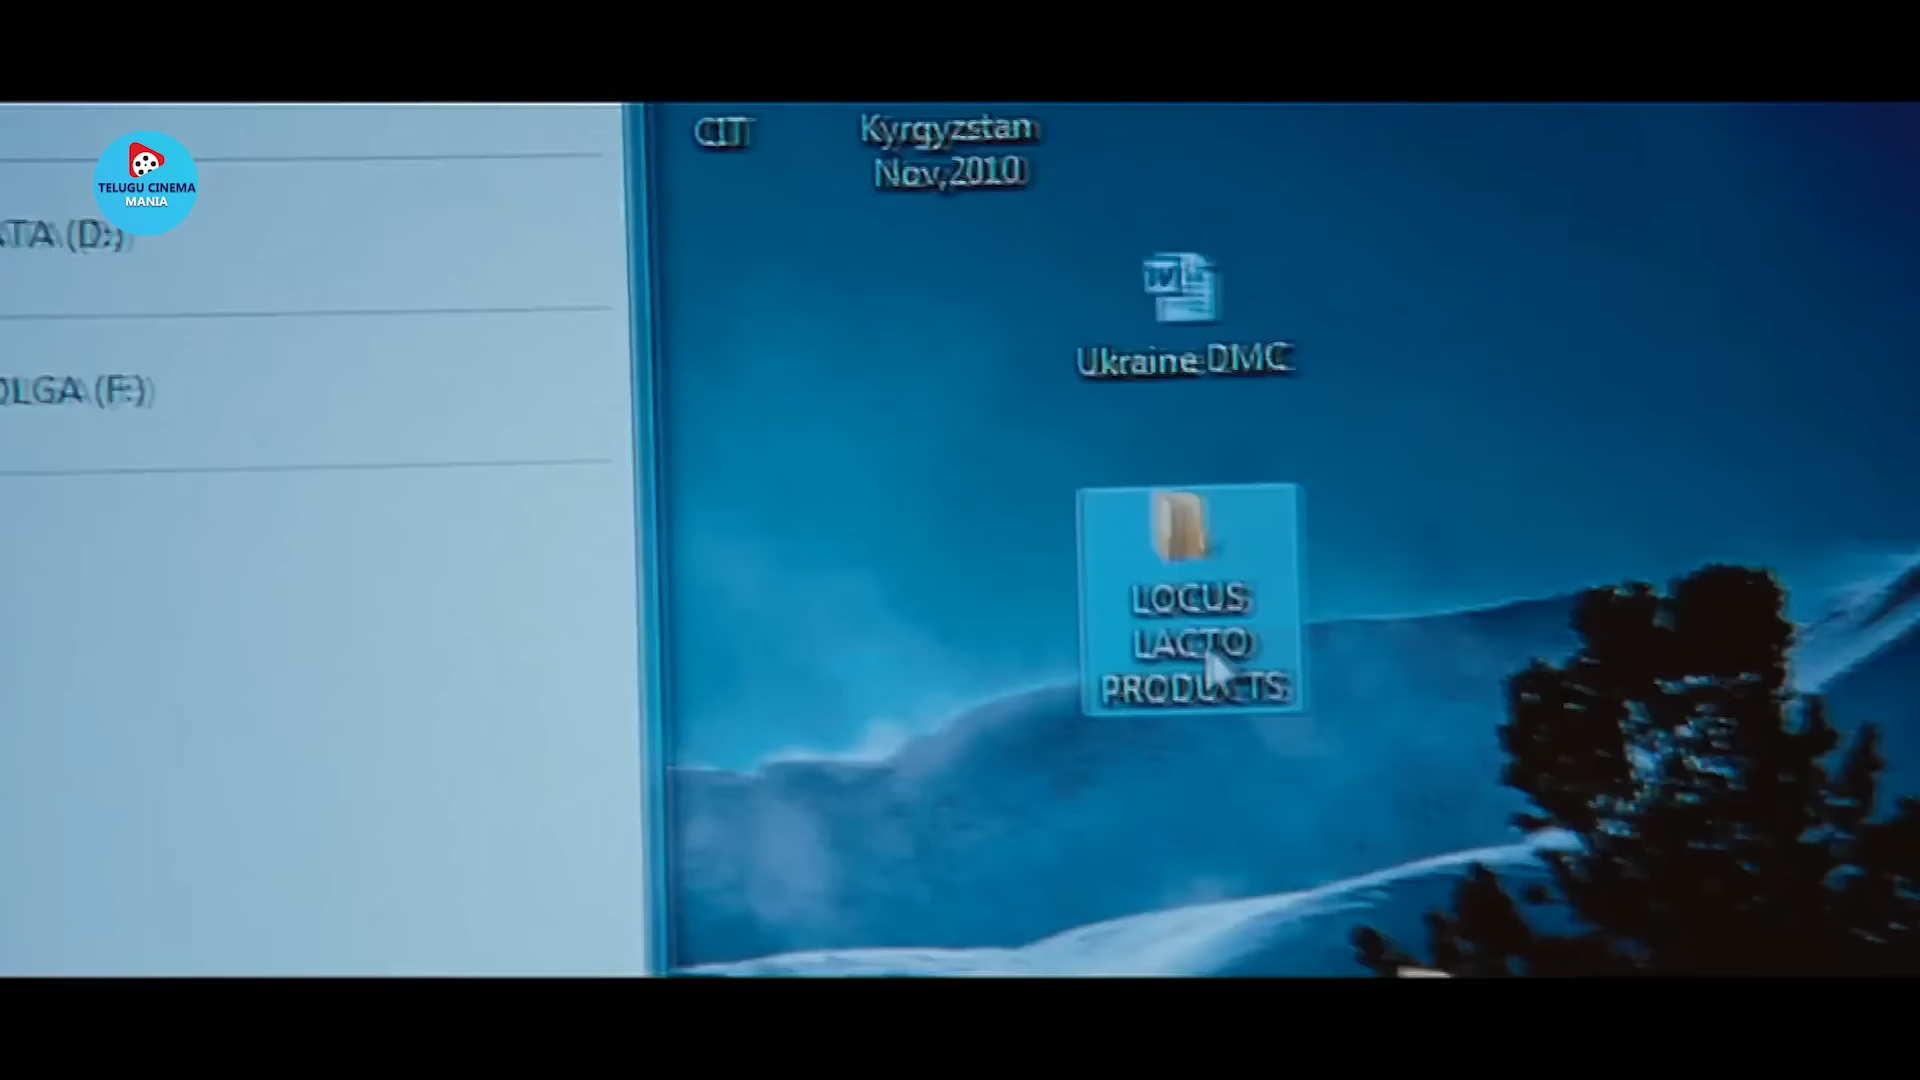 TELUGU CINEMA
MANIA
ATA (D:)
OLGA (F:)
CIT
Kyrgyzstan
Nov,2010
Ukraine DMC
LOCUS
LACTO
PRODUCTS